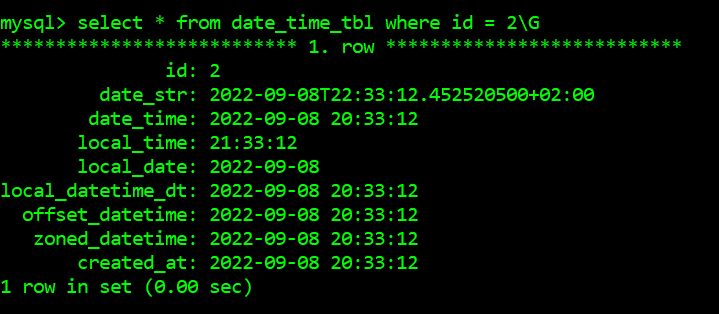 mysql> select * from date_time_tbl where id = 2\G
*************************** 1. row ***************************
id: 2
date_str: 2022-09-08T22:33:12.452520500+02:00
date_time: 2022-09-08 20:33:12
local_time: 21:33:12
local_date: 2022-09-08
local_datetime_dt: 2022-09-08 20:33:12
offset_datetime: 2022-09-08 20:33:12
zoned_datetime: 2022-09-08 20:33:12
created_at: 2022-09-08 20:33:12
1 row in set (0.00 sec)